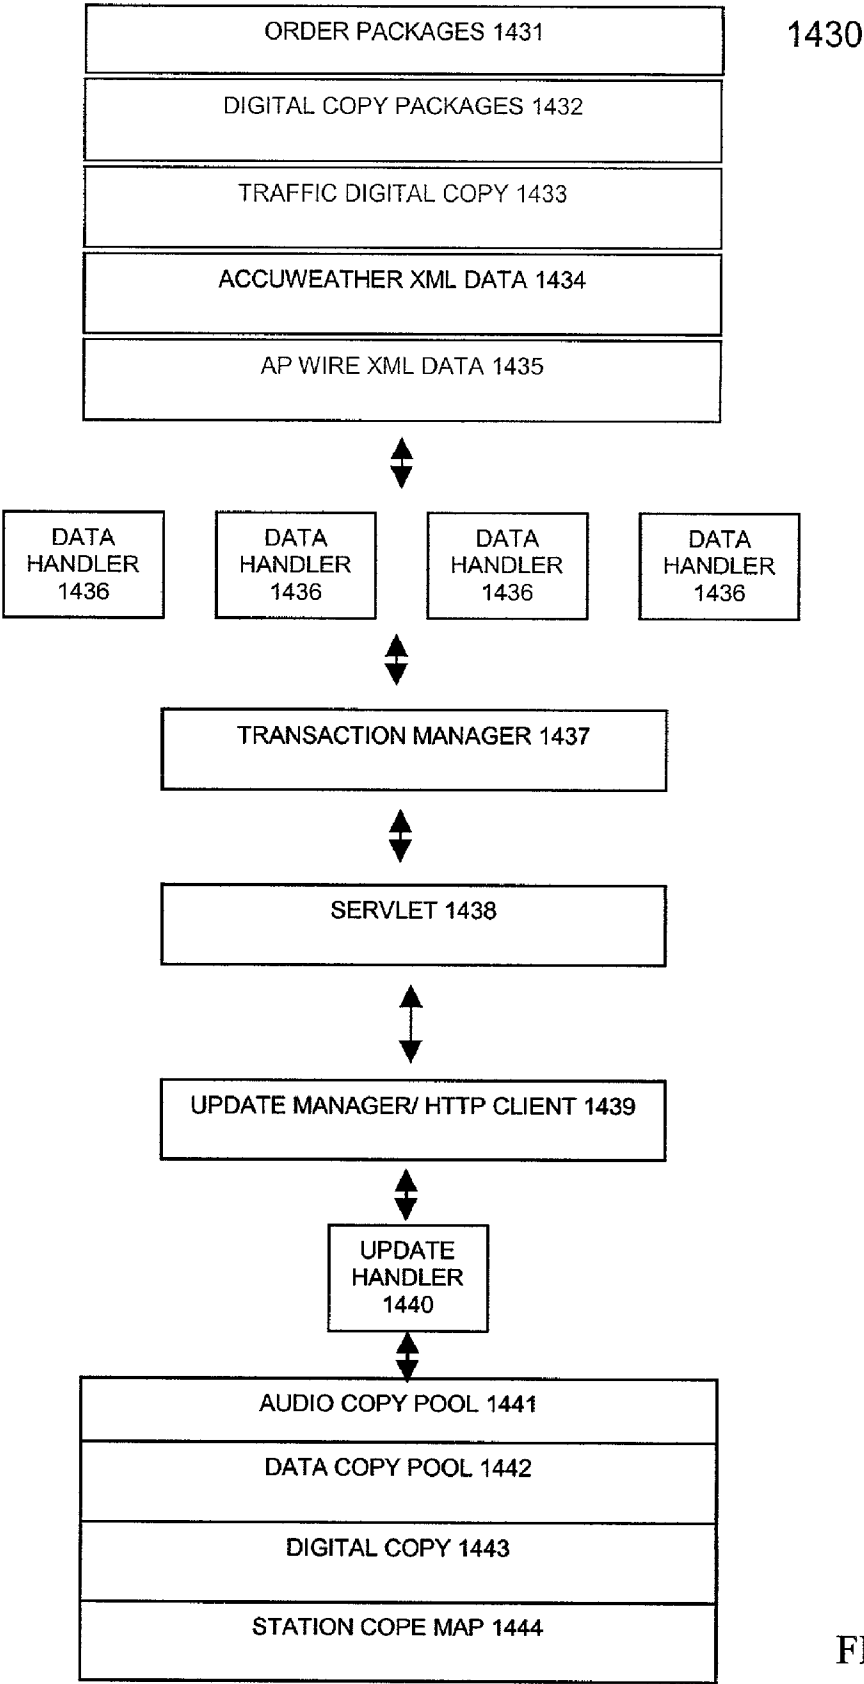 1430
ORDER PACKAGES 1431
DIGITAL COPY PACKAGES 1432
TRAFFIC DIGITAL COPY 1433
ACCUWEATHER XML DATA 1434
AP WIRE XML DATA 1435
DATA
HANDLER
1436
DATA
HANDLER
1436
DATA
HANDLER
1436
DATA
HANDLER
1436
TRANSACTION MANAGER 1437
SERVLET 1438
UPDATE MANAGER/ HTTP CLIENT 1439
UPDATE
HANDLER
1440
AUDIO COPY POOL 1441
DATA COPY POOL 1442
DIGITAL COPY 1443
STATION COPE MAP 1444